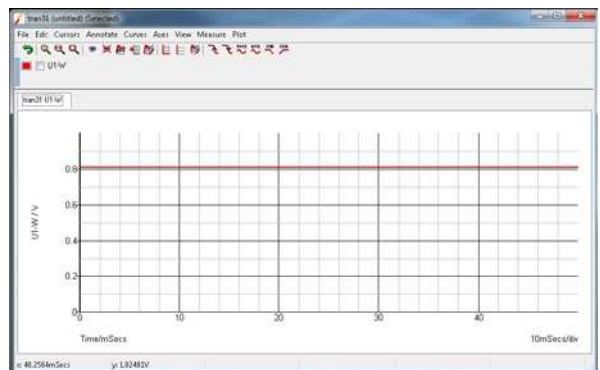 tran31 (untitled) (Selected)
File Edit Cursors Annotate Curves Axes View Measure Plot
U1-W
tran31 U1-W
U1-W / V
0.8
0.6
0.4
0.2
0
0 10 20 30 40
Time/mSecs 10mSecs/div
x: 48.2564mSecs y: 1.02491V